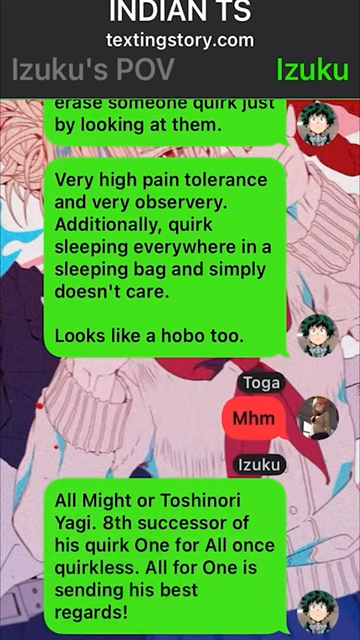 INDIAN TS
textingstory.com
Izuku's POV
Izuku
erase someone quirk just
by looking at them.
Very high pain tolerance
and very observery.
Additionally, quirk
sleeping everywhere in a
sleeping bag and simply
doesn't care.
Looks like a hobo too.
Toga
Mhm
Izuku
All Might or Toshinori
Yagi. 8th successor of
his quirk One for All once
quirkless. All for One is
sending his best
regards!